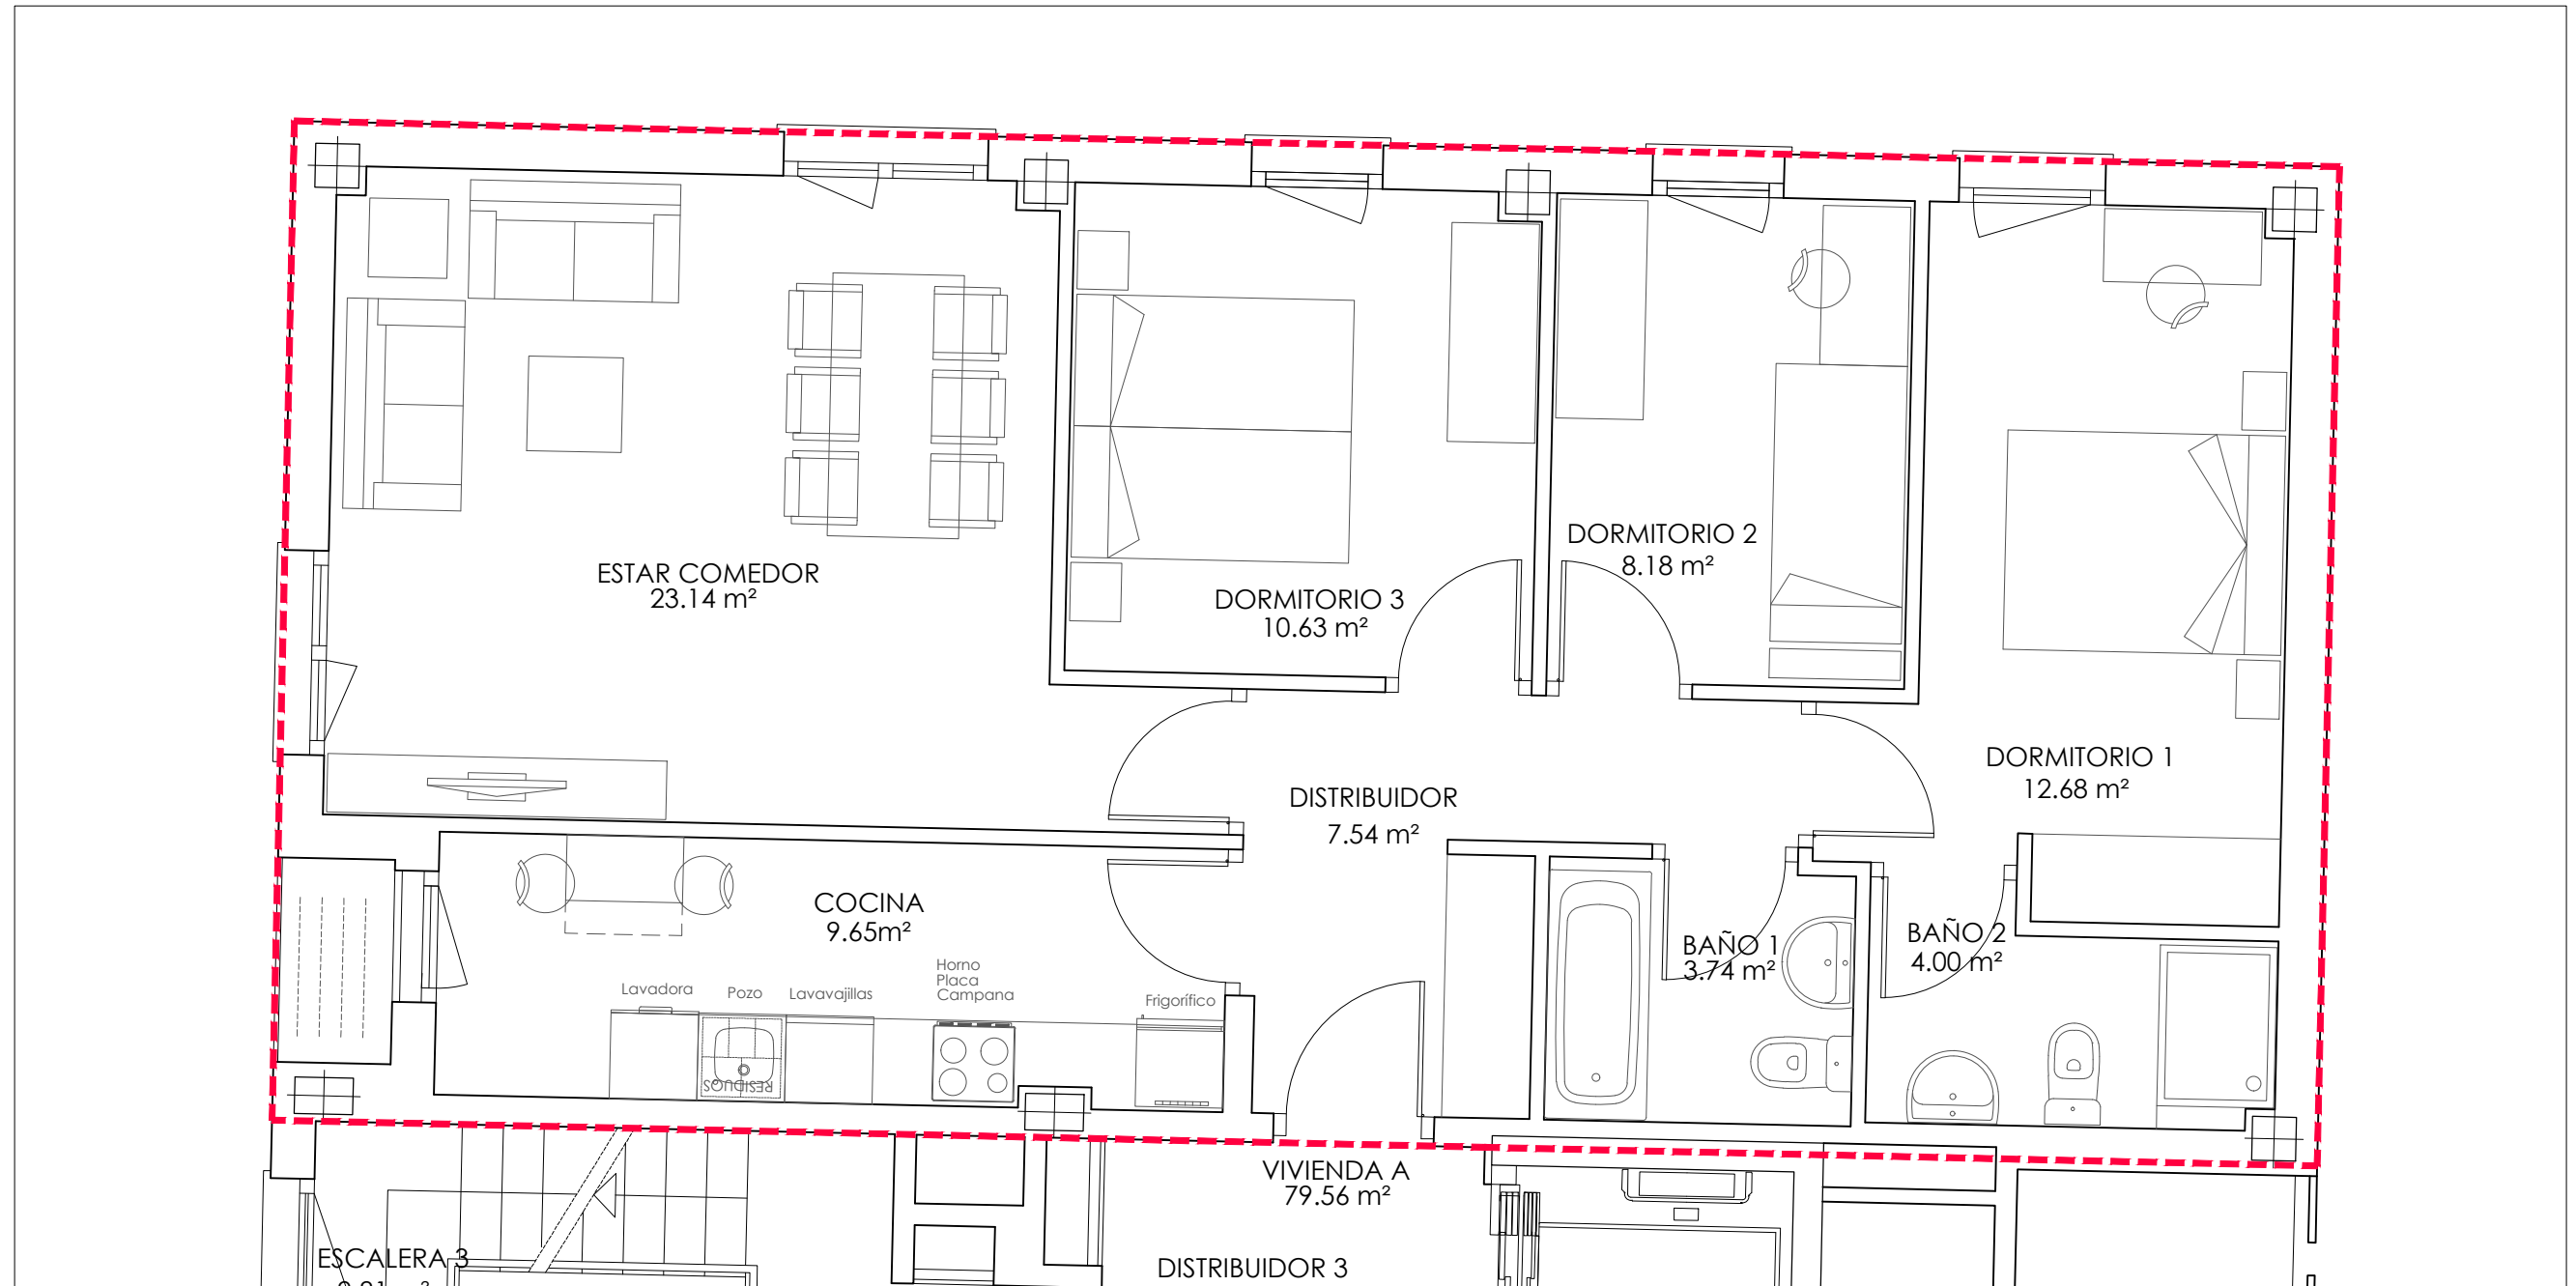 DORMITORIO 2
8.18 m²
ESTAR COMEDOR
23.14 m²
DORMITORIO 3
10.63 m²
DORMITORIO 1
12.68 m²
DISTRIBUIDOR
7.54 m²
COCINA
9.65m²
BAÑO 1
3.74 m²
BAÑO 2
4.00 m²
Lavadora
Pozo
Lavavajillas
Horno
Placa
Campana
Frigorífico
RESIDUOS
VIVIENDA A
79.56 m²
ESCALERA 3
DISTRIBUIDOR 3